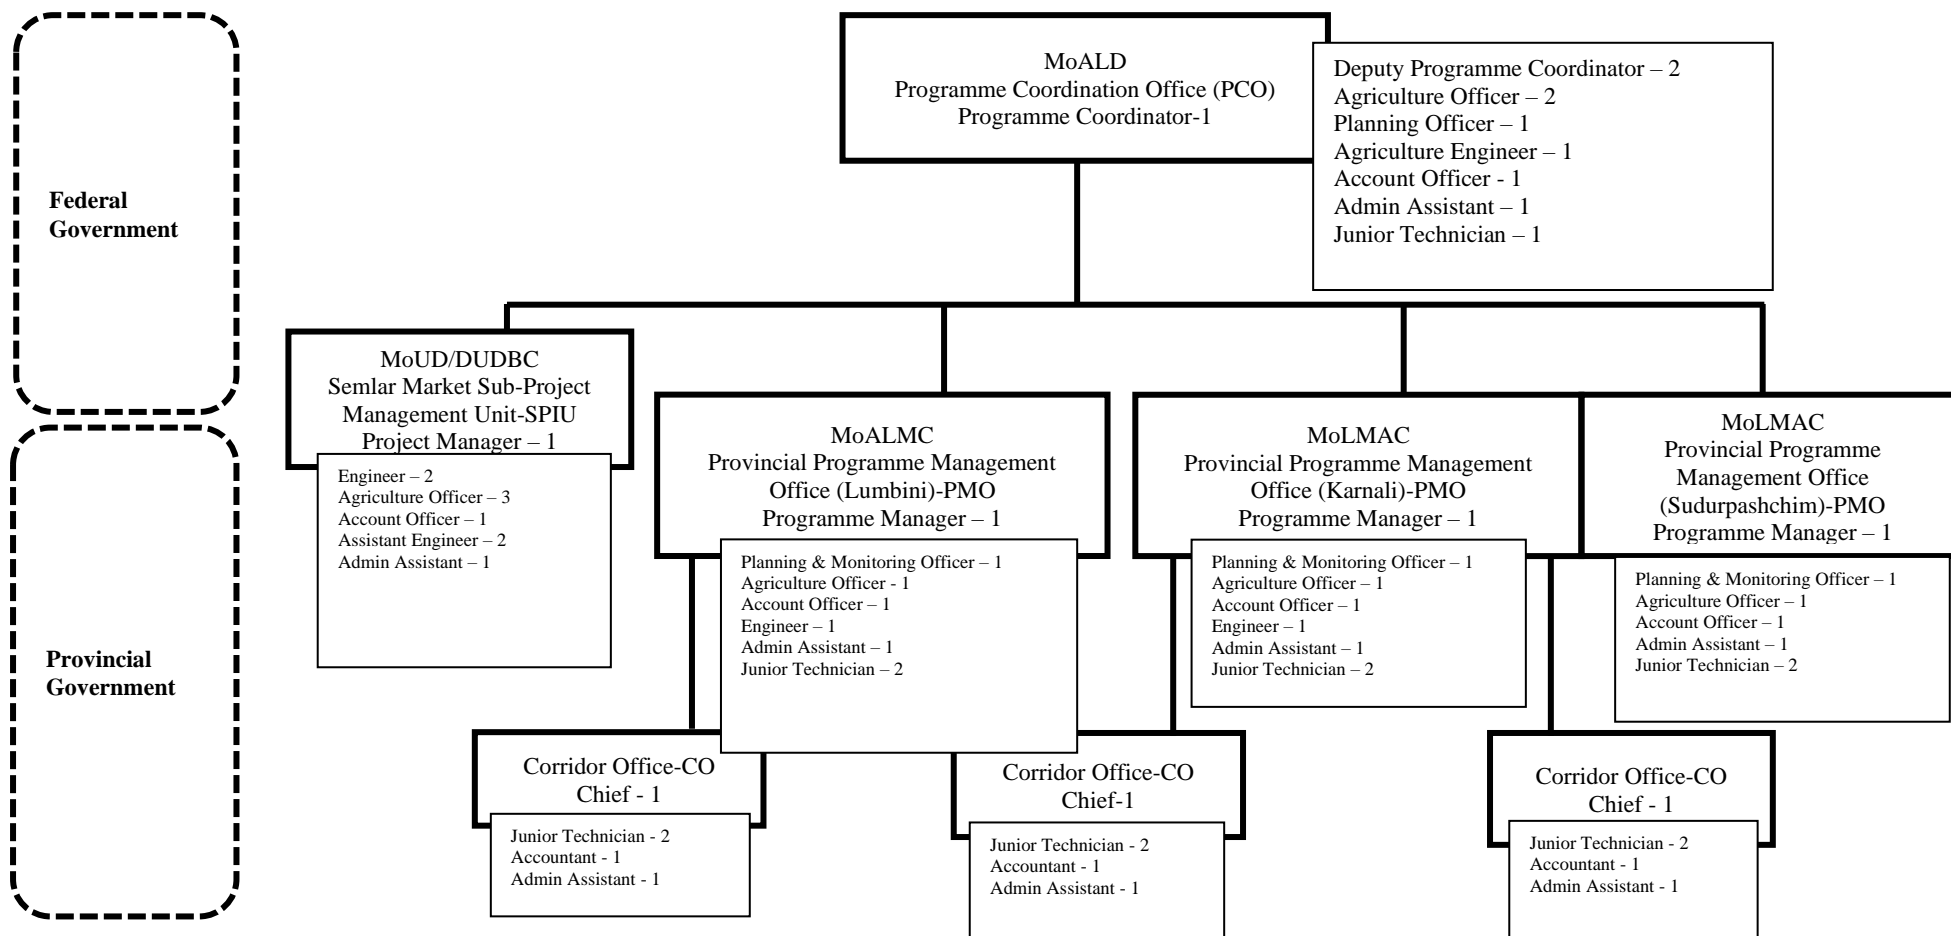 Federal
Government
Provincial
Government
MoALD
Programme Coordination Office (PCO)
Programme Coordinator-1
Deputy Programme Coordinator – 2
Agriculture Officer – 2
Planning Officer – 1
Agriculture Engineer – 1
Account Officer - 1
Admin Assistant – 1
Junior Technician – 1
MoUD/DUDBC
Semlar Market Sub-Project
Management Unit-SPIU
Project Manager – 1
Engineer – 2
Agriculture Officer – 3
Account Officer – 1
Assistant Engineer – 2
Admin Assistant – 1
MoALMC
Provincial Programme Management
Office (Lumbini)-PMO
Programme Manager – 1
Planning & Monitoring Officer – 1
Agriculture Officer - 1
Account Officer – 1
Engineer – 1
Admin Assistant – 1
Junior Technician – 2
MoLMAC
Provincial Programme Management
Office (Karnali)-PMO
Programme Manager – 1
Planning & Monitoring Officer – 1
Agriculture Officer – 1
Account Officer – 1
Engineer – 1
Admin Assistant – 1
Junior Technician – 2
MoLMAC
Provincial Programme
Management Office
(Sudurpashchim)-PMO
Programme Manager – 1
Planning & Monitoring Officer – 1
Agriculture Officer – 1
Account Officer – 1
Admin Assistant – 1
Junior Technician – 2
Corridor Office-CO
Chief - 1
Junior Technician - 2
Accountant - 1
Admin Assistant - 1
Corridor Office-CO
Chief-1
Junior Technician - 2
Accountant - 1
Admin Assistant - 1
Corridor Office-CO
Chief - 1
Junior Technician - 2
Accountant - 1
Admin Assistant - 1